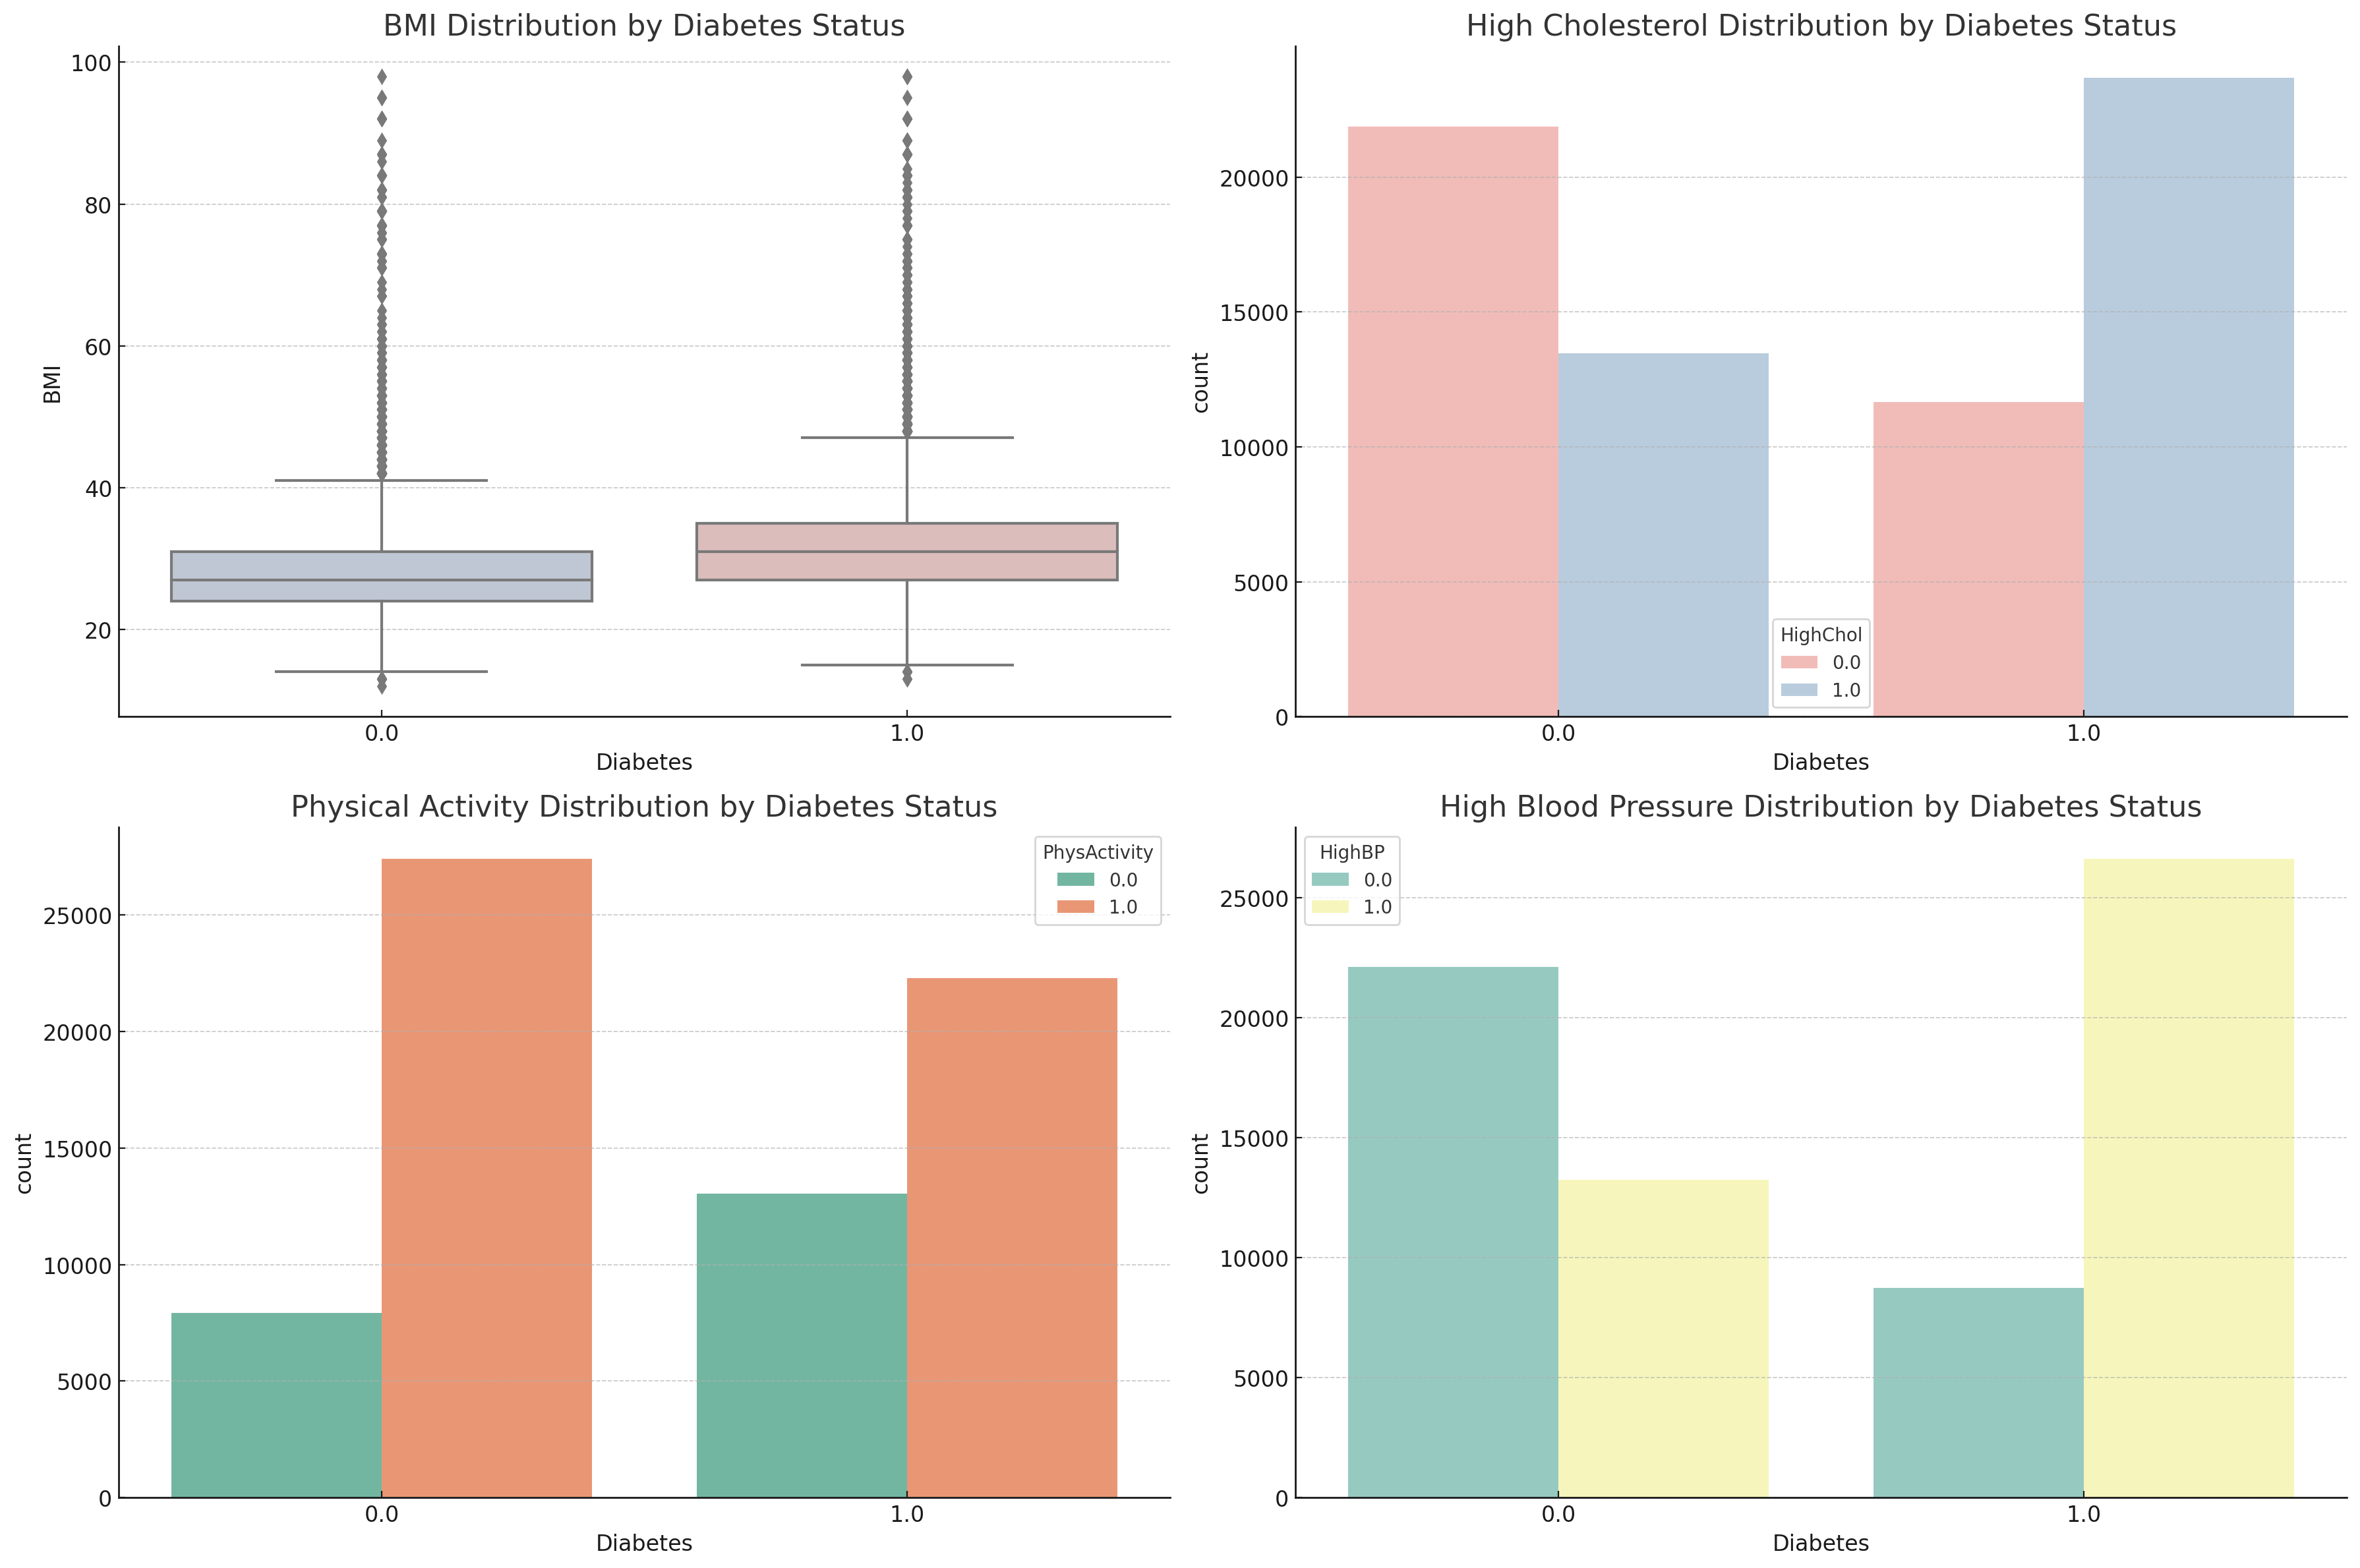 BMI Distribution by Diabetes Status
100
80
60
40
20
BMI
0.0
1.0
Diabetes
High Cholesterol Distribution by Diabetes Status
20000
15000
10000
5000
0
count
HighChol
0.0
1.0
0.0
1.0
Diabetes
Physical Activity Distribution by Diabetes Status
PhysActivity
0.0
1.0
25000
20000
15000
10000
5000
0
count
0.0
1.0
Diabetes
High Blood Pressure Distribution by Diabetes Status
HighBP
0.0
1.0
25000
20000
15000
10000
5000
0
count
0.0
1.0
Diabetes